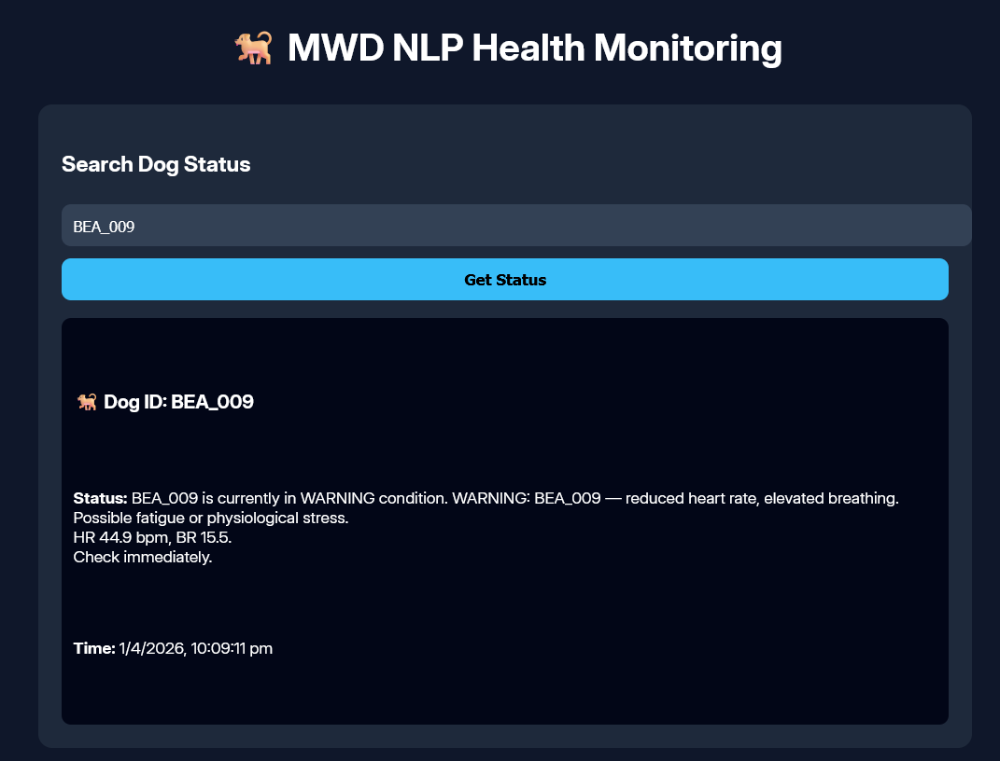 MWD NLP Health Monitoring
Search Dog Status
BEA_009
Get Status
Dog ID: BEA_009
Status: BEA_009 is currently in WARNING condition. WARNING: BEA_009 — reduced heart rate, elevated breathing.
Possible fatigue or physiological stress.
HR 44.9 bpm, BR 15.5.
Check immediately.
Time: 1/4/2026, 10:09:11 pm